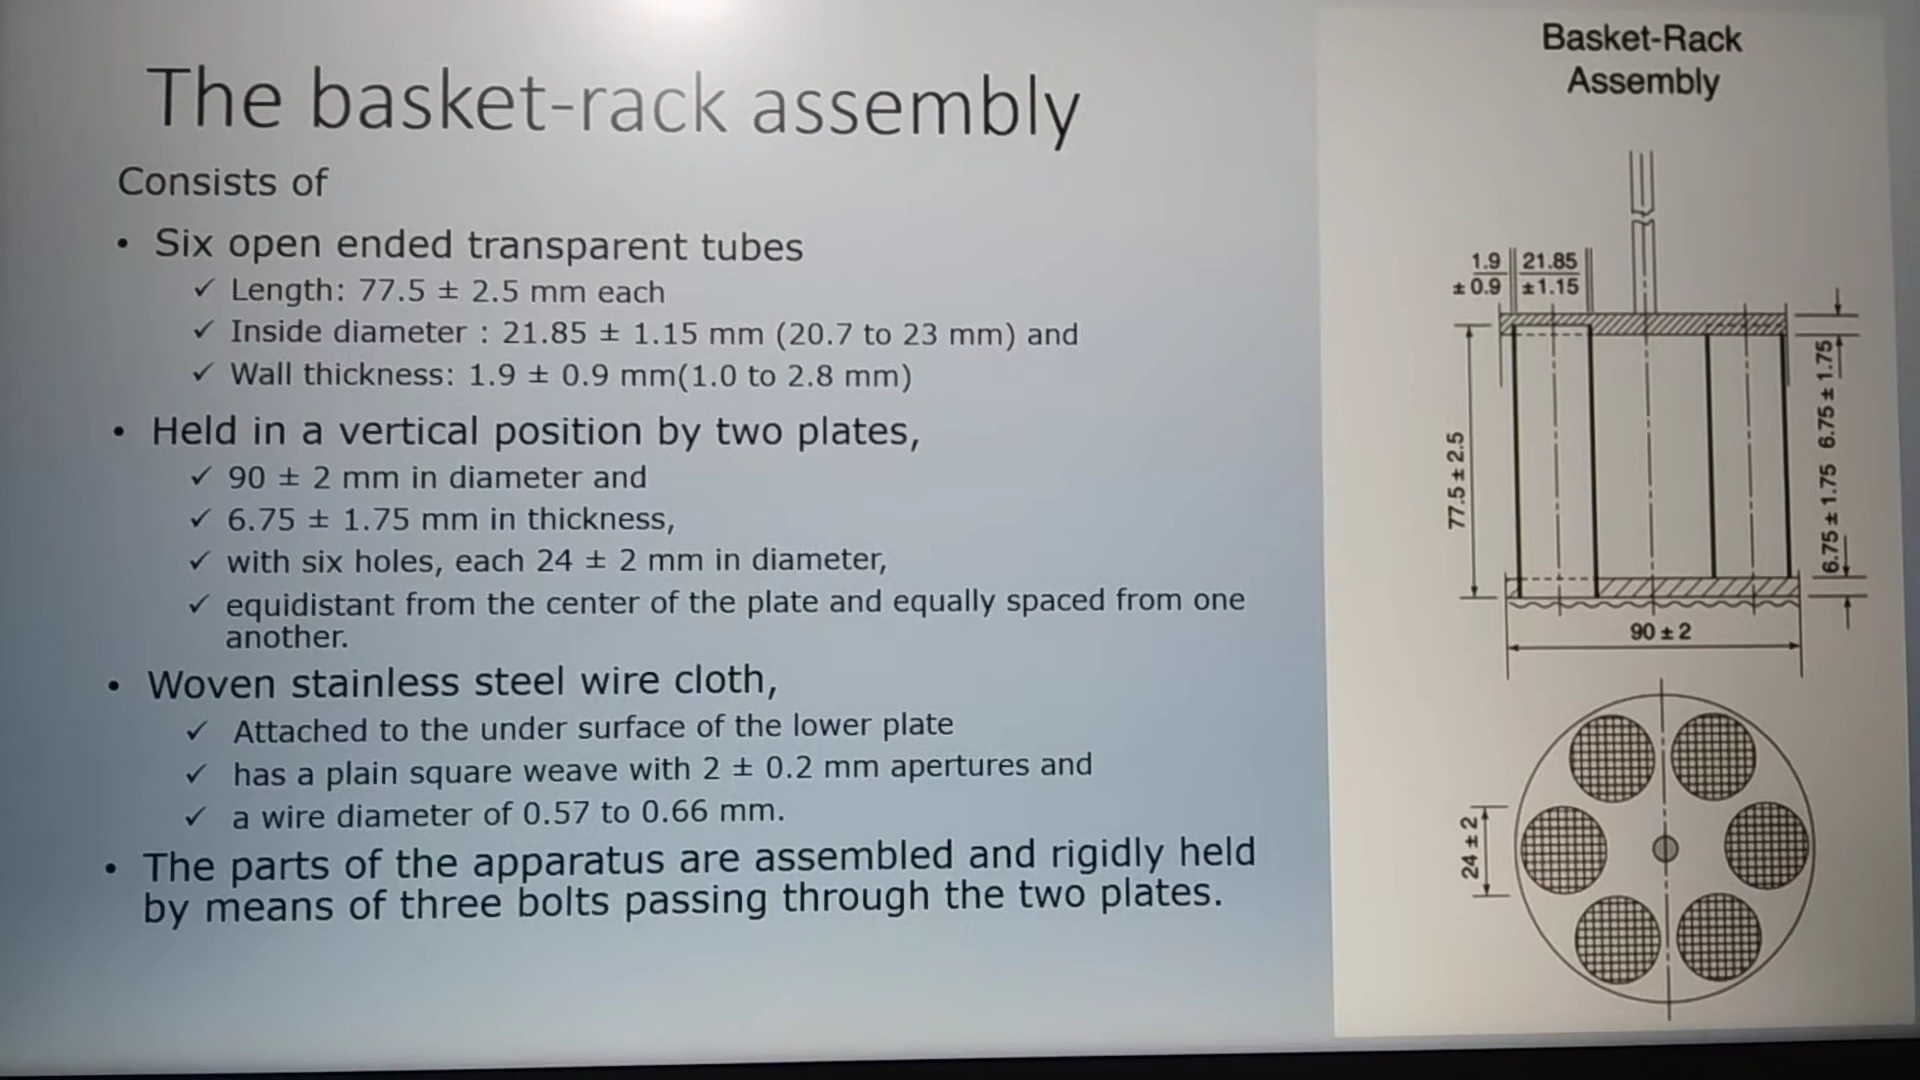 The basket-rack assembly
Consists of
• Six open ended transparent tubes
✓ Length: 77.5 ± 2.5 mm each
✓ Inside diameter : 21.85 ± 1.15 mm (20.7 to 23 mm) and
✓ Wall thickness: 1.9 ± 0.9 mm(1.0 to 2.8 mm)
• Held in a vertical position by two plates,
✓ 90 ± 2 mm in diameter and
✓ 6.75 ± 1.75 mm in thickness,
✓ with six holes, each 24 ± 2 mm in diameter,
✓ equidistant from the center of the plate and equally spaced from one
another.
• Woven stainless steel wire cloth,
✓ Attached to the under surface of the lower plate
✓ has a plain square weave with 2 ± 0.2 mm apertures and
✓ a wire diameter of 0.57 to 0.66 mm.
• The parts of the apparatus are assembled and rigidly held
by means of three bolts passing through the two plates.
Basket-Rack
Assembly
1.9
± 0.9
21.85
±1.15
77.5 ± 2.5
6.75 ± 1.75
6.75 ± 1.75
90 ± 2
24 ± 2